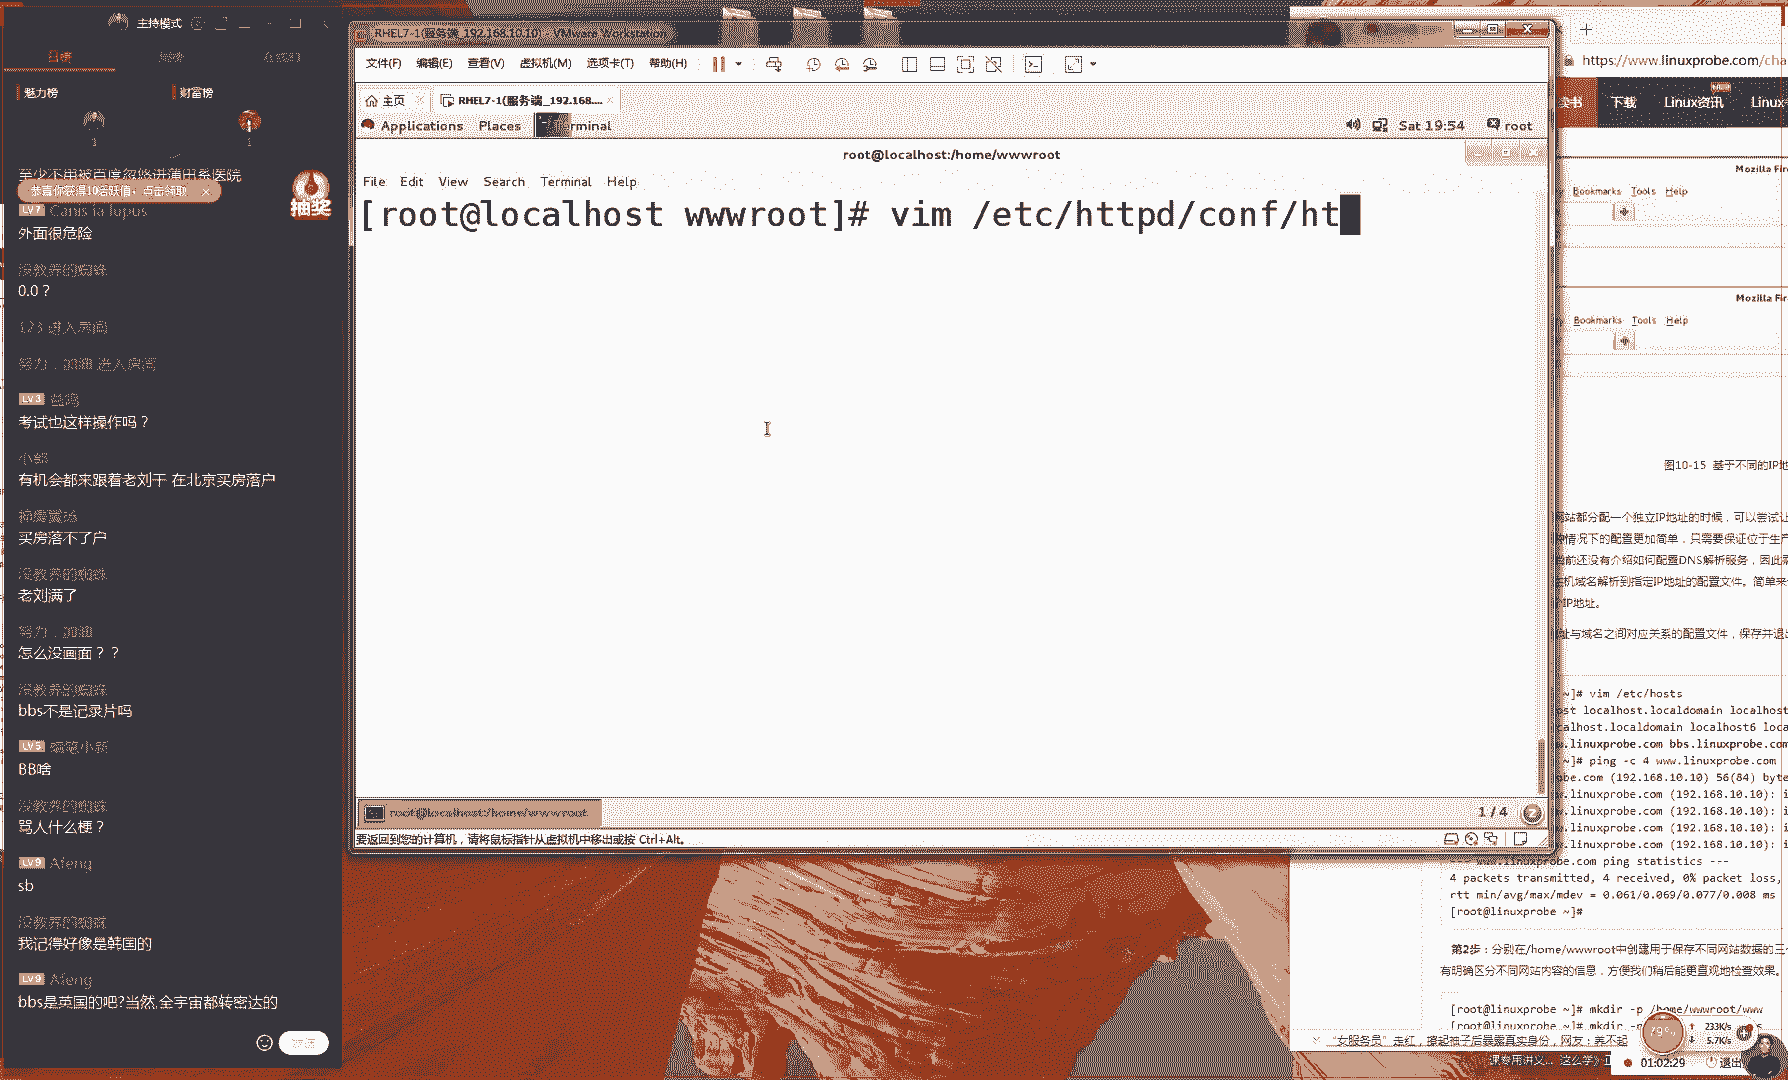 主持模式
日榜
魅力榜
财富榜
1
1
至少不用被百度忽悠进莆田系医院
恭喜你获得10活跃值，点击领取
抽奖
LV7 Canis la lupus
外面很危险
没教养的蜘蛛
0.0？
123 进入房间
LV3
考试也这样操作吗？
小郭
有机会都来跟着老刘干 在北京买房落户
买房落不了户
没教养的蜘蛛
老刘满了
怎么没画面？？
没教养的蜘蛛
bbs不是记录片吗
LV5 蜡笔小新
BB啥
没教养的蜘蛛
骂人什么梗？
LV9 Afeng
sb
没教养的蜘蛛
我记得好像是韩国的
LV9 Afeng
bbs是英国的吧?当然,全宇宙都转密达的
发送
RHEL7-1(服务端_192.168.10.10) - VMware Workstation
文件(F) 编辑(E) 查看(V) 虚拟机(M) 选项卡(T) 帮助(H)
主页
RHEL7-1(服务端_192.168....
Applications Places Terminal
Sat 19:54
root
root@localhost:/home/wwwroot
File Edit View Search Terminal Help
[root@localhost wwwroot]# vim /etc/httpd/conf/ht
root@localhost:/home/wwwroot
1 / 4
要返回到您的计算机，请将鼠标指针从虚拟机中移出或按 Ctrl+Alt。
https://www.linuxprobe.com/cha
读书 下载 Linux资讯 Linux
Mozilla Fir
Bookmarks Tools Help
Mozilla Fir
Bookmarks Tools Help
图10-15 基于不同的IP地
网站都分配一个独立IP地址的时候，可以尝试让
情况下的配置更加简单，只需要保证位于生产
前还没有介绍如何配置DNS解析服务，因此需
机域名解析到指定IP地址的配置文件。简单来
IP地址。
址与域名之间对应关系的配置文件，保存并退出
~]# vim /etc/hosts
ost localhost.localdomain localhost
calhost.localdomain localhost6 loca
w.linuxprobe.com bbs.linuxprobe.com
~]# ping -c 4 www.linuxprobe.com
obe.com (192.168.10.10) 56(84) byte
w.linuxprobe.com (192.168.10.10): i
w.linuxprobe.com (192.168.10.10): i
w.linuxprobe.com (192.168.10.10): i
w.linuxprobe.com (192.168.10.10): i
--- www.linuxprobe.com ping statistics ---
4 packets transmitted, 4 received, 0% packet loss,
rtt min/avg/max/mdev = 0.061/0.069/0.077/0.008 ms
[root@linuxprobe ~]#
第2步：分别在/home/wwwroot中创建用于保存不同网站数据的三个
有明确区分不同网站内容的信息，方便我们稍后能更直观地检查效果。
[root@linuxprobe ~]# mkdir -p /home/wwwroot/www
[root@linuxprobe ~]# mkdir -p
79%
233K/s
5.7K/s
“女服务员”走红，撩起袖子后暴露真实身份，网友：养不起
01:02:29
退出